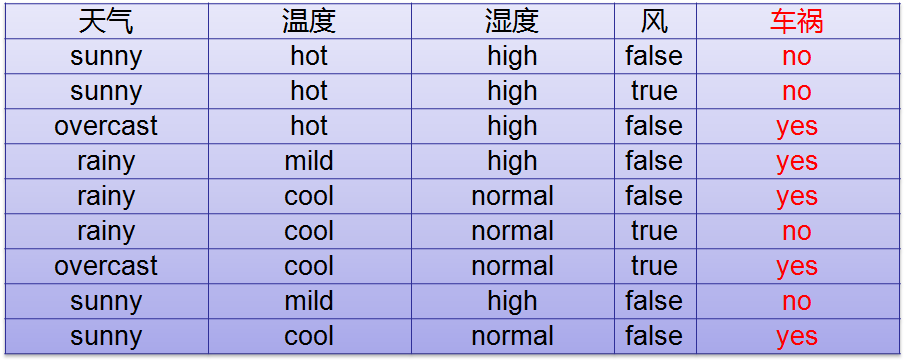 天气 温度 湿度 风 车祸
sunny hot high false no
sunny hot high true no
overcast hot high false yes
rainy mild high false yes
rainy cool normal false yes
rainy cool normal true no
overcast cool normal true yes
sunny mild high false no
sunny cool normal false yes